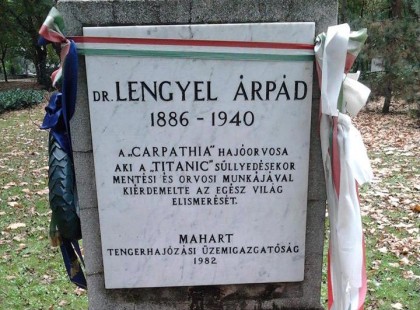 DR. LENGYEL ÁRPÁD
1886 - 1940
A „CARPATHIA" HAJÓORVOSA
AKI A „TITANIC" SÜLLYEDÉSEKOR
MENTÉSI ÉS ORVOSI MUNKÁJÁVAL
KIÉRDEMELTE AZ EGÉSZ VILÁG
ELISMERÉSÉT.
MAHART
TENGERHAJÓZÁSI ÜZEMIGAZGATÓSÁG
1982